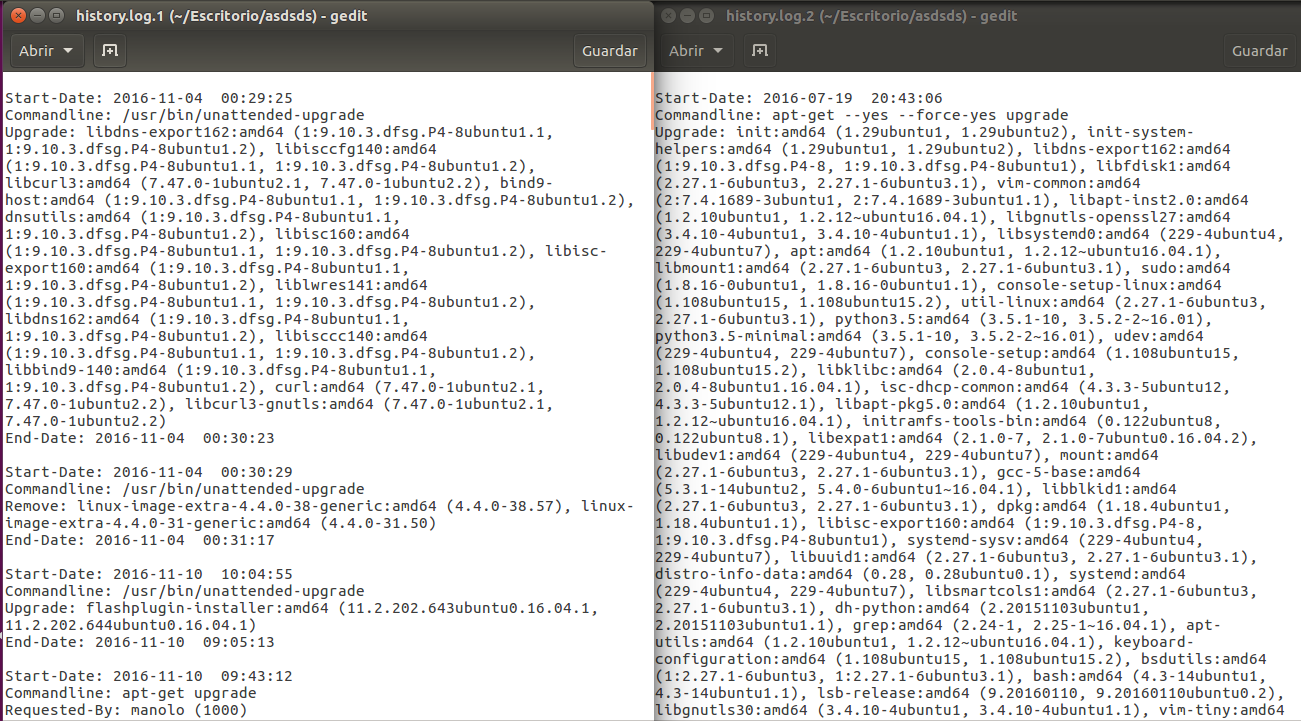 history.log.1 (~/Escritorio/asdsds) - gedit
Abrir
Guardar
Start-Date: 2016-11-04  00:29:25
Commandline: /usr/bin/unattended-upgrade
Upgrade: libdns-export162:amd64 (1:9.10.3.dfsg.P4-8ubuntu1.1,
1:9.10.3.dfsg.P4-8ubuntu1.2), libisccfg140:amd64
(1:9.10.3.dfsg.P4-8ubuntu1.1, 1:9.10.3.dfsg.P4-8ubuntu1.2),
libcurl3:amd64 (7.47.0-1ubuntu2.1, 7.47.0-1ubuntu2.2), bind9-
host:amd64 (1:9.10.3.dfsg.P4-8ubuntu1.1, 1:9.10.3.dfsg.P4-8ubuntu1.2),
dnsutils:amd64 (1:9.10.3.dfsg.P4-8ubuntu1.1,
1:9.10.3.dfsg.P4-8ubuntu1.2), libisc160:amd64
(1:9.10.3.dfsg.P4-8ubuntu1.1, 1:9.10.3.dfsg.P4-8ubuntu1.2), libisc-
export160:amd64 (1:9.10.3.dfsg.P4-8ubuntu1.1,
1:9.10.3.dfsg.P4-8ubuntu1.2), liblwres141:amd64
(1:9.10.3.dfsg.P4-8ubuntu1.1, 1:9.10.3.dfsg.P4-8ubuntu1.2),
libdns162:amd64 (1:9.10.3.dfsg.P4-8ubuntu1.1,
1:9.10.3.dfsg.P4-8ubuntu1.2), libisccc140:amd64
(1:9.10.3.dfsg.P4-8ubuntu1.1, 1:9.10.3.dfsg.P4-8ubuntu1.2),
libbind9-140:amd64 (1:9.10.3.dfsg.P4-8ubuntu1.1,
1:9.10.3.dfsg.P4-8ubuntu1.2), curl:amd64 (7.47.0-1ubuntu2.1,
7.47.0-1ubuntu2.2), libcurl3-gnutls:amd64 (7.47.0-1ubuntu2.1,
7.47.0-1ubuntu2.2)
End-Date: 2016-11-04  00:30:23
Start-Date: 2016-11-04  00:30:29
Commandline: /usr/bin/unattended-upgrade
Remove: linux-image-extra-4.4.0-38-generic:amd64 (4.4.0-38.57), linux-
image-extra-4.4.0-31-generic:amd64 (4.4.0-31.50)
End-Date: 2016-11-04  00:31:17
Start-Date: 2016-11-10  10:04:55
Commandline: /usr/bin/unattended-upgrade
Upgrade: flashplugin-installer:amd64 (11.2.202.643ubuntu0.16.04.1,
11.2.202.644ubuntu0.16.04.1)
End-Date: 2016-11-10  09:05:13
Start-Date: 2016-11-10  09:43:12
Commandline: apt-get upgrade
Requested-By: manolo (1000)
history.log.2 (~/Escritorio/asdsds) - gedit
Abrir
Guardar
Start-Date: 2016-07-19  20:43:06
Commandline: apt-get --yes --force-yes upgrade
Upgrade: init:amd64 (1.29ubuntu1, 1.29ubuntu2), init-system-
helpers:amd64 (1.29ubuntu1, 1.29ubuntu2), libdns-export162:amd64
(1:9.10.3.dfsg.P4-8, 1:9.10.3.dfsg.P4-8ubuntu1), libfdisk1:amd64
(2.27.1-6ubuntu3, 2.27.1-6ubuntu3.1), vim-common:amd64
(2:7.4.1689-3ubuntu1, 2:7.4.1689-3ubuntu1.1), libapt-inst2.0:amd64
(1.2.10ubuntu1, 1.2.12~ubuntu16.04.1), libgnutls-openssl27:amd64
(3.4.10-4ubuntu1, 3.4.10-4ubuntu1.1), libsystemd0:amd64 (229-4ubuntu4,
229-4ubuntu7), apt:amd64 (1.2.10ubuntu1, 1.2.12~ubuntu16.04.1),
libmount1:amd64 (2.27.1-6ubuntu3, 2.27.1-6ubuntu3.1), sudo:amd64
(1.8.16-0ubuntu1, 1.8.16-0ubuntu1.1), console-setup-linux:amd64
(1.108ubuntu15, 1.108ubuntu15.2), util-linux:amd64 (2.27.1-6ubuntu3,
2.27.1-6ubuntu3.1), python3.5:amd64 (3.5.1-10, 3.5.2-2~16.01),
python3.5-minimal:amd64 (3.5.1-10, 3.5.2-2~16.01), udev:amd64
(229-4ubuntu4, 229-4ubuntu7), console-setup:amd64 (1.108ubuntu15,
1.108ubuntu15.2), libklibc:amd64 (2.0.4-8ubuntu1,
2.0.4-8ubuntu1.16.04.1), isc-dhcp-common:amd64 (4.3.3-5ubuntu12,
4.3.3-5ubuntu12.1), libapt-pkg5.0:amd64 (1.2.10ubuntu1,
1.2.12~ubuntu16.04.1), initramfs-tools-bin:amd64 (0.122ubuntu8,
0.122ubuntu8.1), libexpat1:amd64 (2.1.0-7, 2.1.0-7ubuntu0.16.04.2),
libudev1:amd64 (229-4ubuntu4, 229-4ubuntu7), mount:amd64
(2.27.1-6ubuntu3, 2.27.1-6ubuntu3.1), gcc-5-base:amd64
(5.3.1-14ubuntu2, 5.4.0-6ubuntu1~16.04.1), libblkid1:amd64
(2.27.1-6ubuntu3, 2.27.1-6ubuntu3.1), dpkg:amd64 (1.18.4ubuntu1,
1.18.4ubuntu1.1), libisc-export160:amd64 (1:9.10.3.dfsg.P4-8,
1:9.10.3.dfsg.P4-8ubuntu1), systemd-sysv:amd64 (229-4ubuntu4,
229-4ubuntu7), libuuid1:amd64 (2.27.1-6ubuntu3, 2.27.1-6ubuntu3.1),
distro-info-data:amd64 (0.28, 0.28ubuntu0.1), systemd:amd64
(229-4ubuntu4, 229-4ubuntu7), libsmartcols1:amd64 (2.27.1-6ubuntu3,
2.27.1-6ubuntu3.1), dh-python:amd64 (2.20151103ubuntu1,
2.20151103ubuntu1.1), grep:amd64 (2.24-1, 2.25-1~16.04.1), apt-
utils:amd64 (1.2.10ubuntu1, 1.2.12~ubuntu16.04.1), keyboard-
configuration:amd64 (1.108ubuntu15, 1.108ubuntu15.2), bsdutils:amd64
(1:2.27.1-6ubuntu3, 1:2.27.1-6ubuntu3.1), bash:amd64 (4.3-14ubuntu1,
4.3-14ubuntu1.1), lsb-release:amd64 (9.20160110, 9.20160110ubuntu0.2),
libgnutls30:amd64 (3.4.10-4ubuntu1, 3.4.10-4ubuntu1.1), vim-tiny:amd64